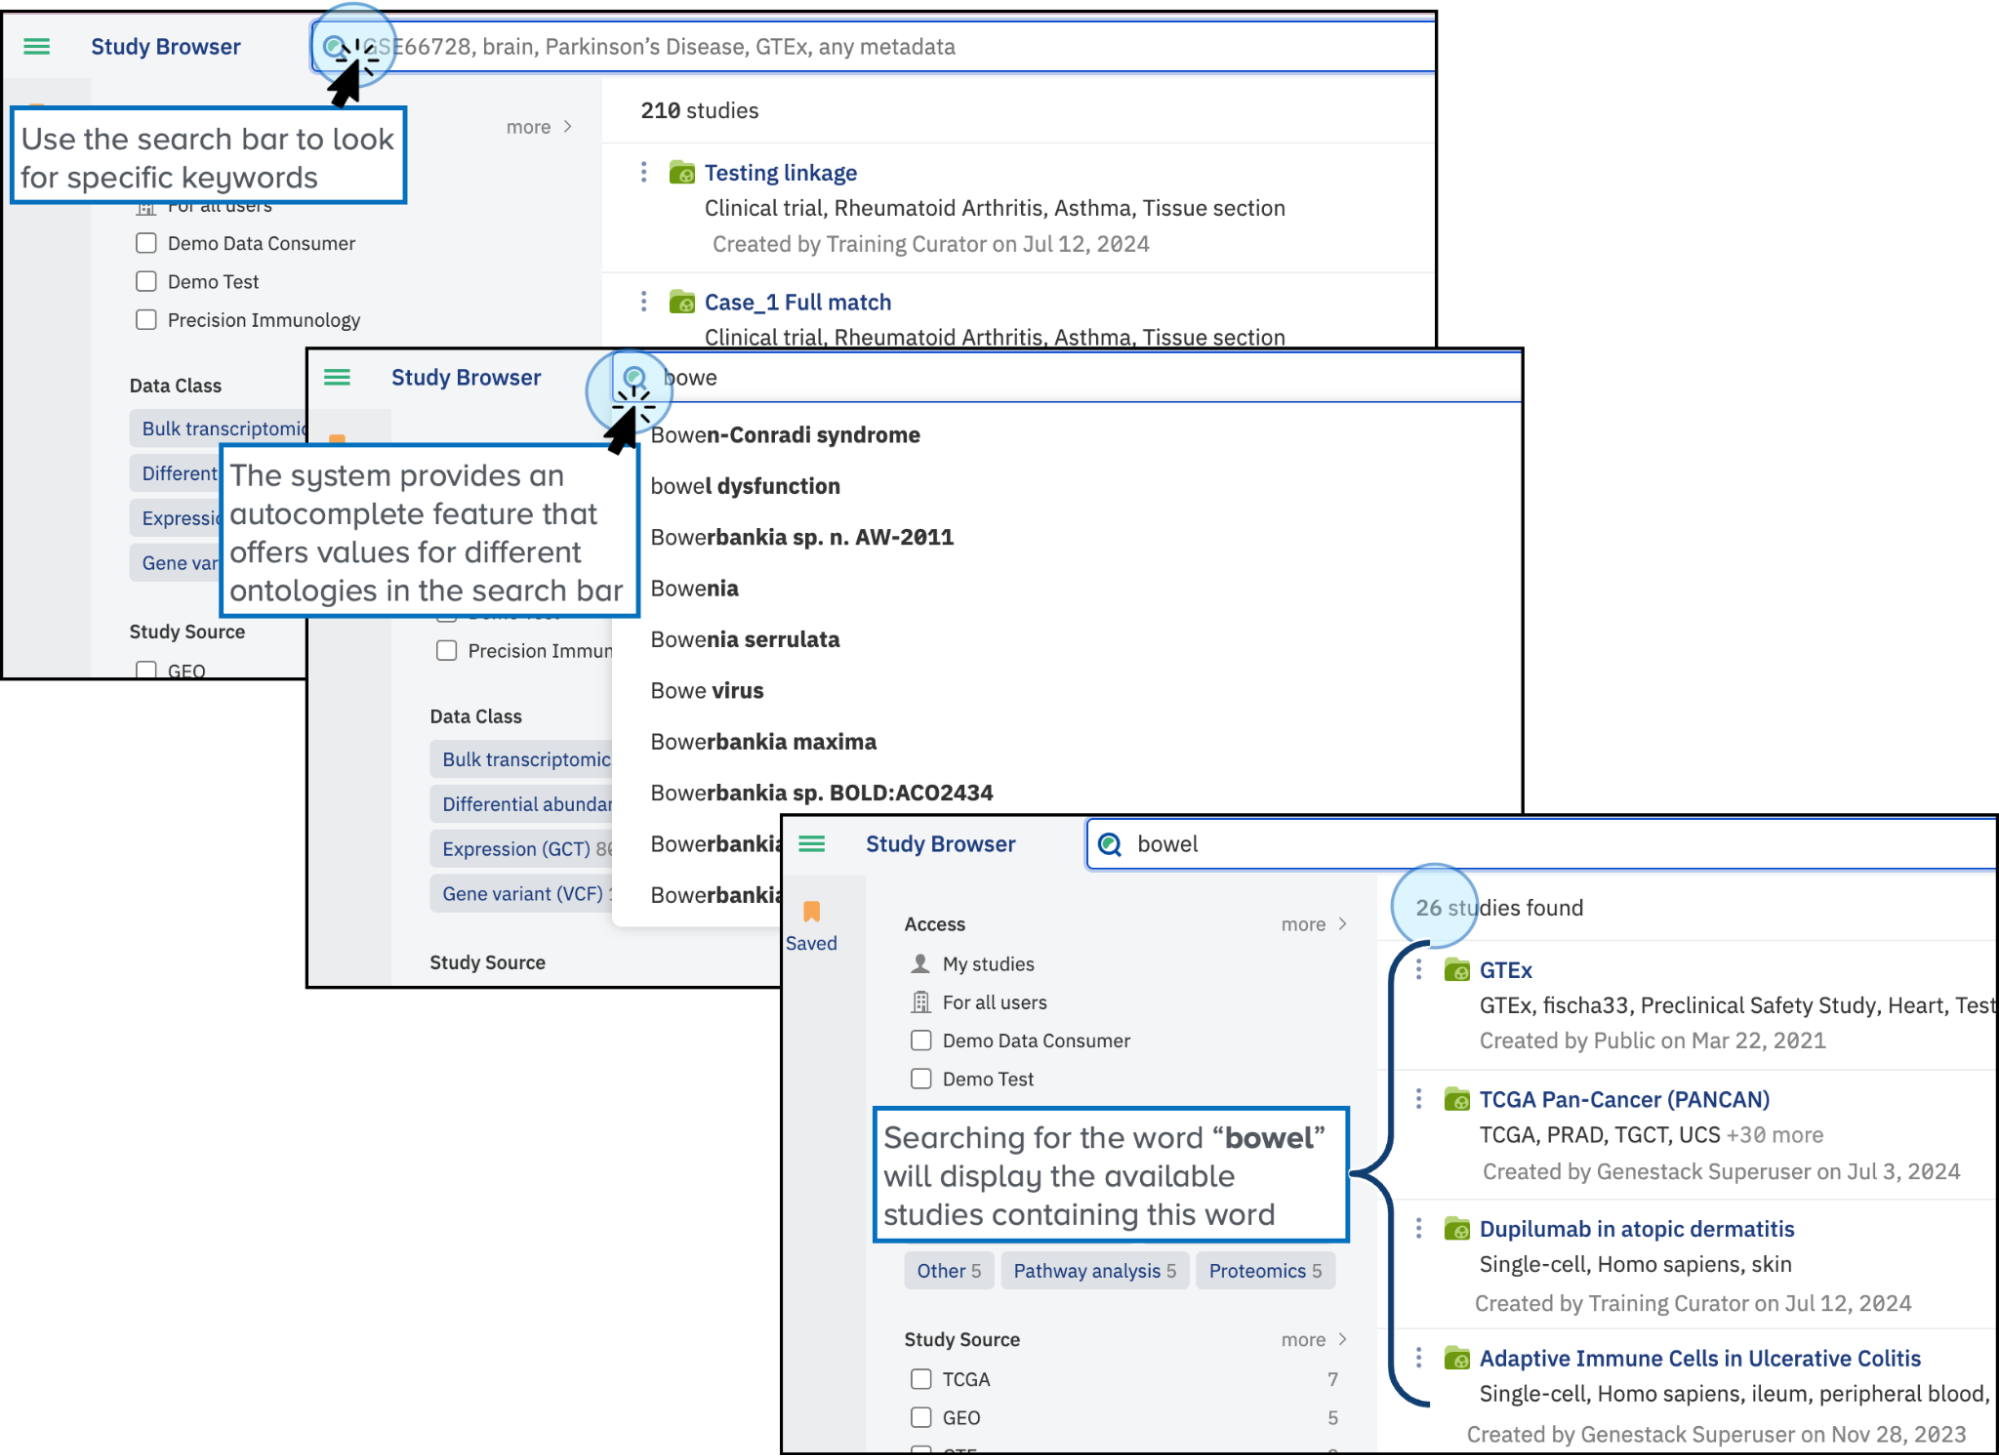 Study Browser
GSE66728, brain, Parkinson’s Disease, GTEx, any metadata
Use the search bar to look
for specific keywords
more
210 studies
Testing linkage
Clinical trial, Rheumatoid Arthritis, Asthma, Tissue section
Created by Training Curator on Jul 12, 2024
Case_1 Full match
Clinical trial, Rheumatoid Arthritis, Asthma, Tissue section
For all users
Demo Data Consumer
Demo Test
Precision Immunology
Data Class
Bulk transcriptomic
Different
Expressio
Gene var
Study Source
GEO
Study Browser
bowe
The system provides an
autocomplete feature that
offers values for different
ontologies in the search bar
Bowen-Conradi syndrome
bowel dysfunction
Bowerbankia sp. n. AW-2011
Bowenia
Bowenia serrulata
Bowe virus
Bowerbankia maxima
Bowerbankia sp. BOLD:ACO2434
Bowerbankia
Bowerbankia
Demo Test
Precision Immun
Data Class
Bulk transcriptomic
Differential abundan
Expression (GCT) 80
Gene variant (VCF)
Study Source
Study Browser
bowel
Saved
Access more
My studies
For all users
Demo Data Consumer
Demo Test
Searching for the word “bowel”
will display the available
studies containing this word
Other 5 Pathway analysis 5 Proteomics 5
Study Source more
TCGA 7
GEO 5
26 studies found
GTEx
GTEx, fischa33, Preclinical Safety Study, Heart, Test
Created by Public on Mar 22, 2021
TCGA Pan-Cancer (PANCAN)
TCGA, PRAD, TGCT, UCS +30 more
Created by Genestack Superuser on Jul 3, 2024
Dupilumab in atopic dermatitis
Single-cell, Homo sapiens, skin
Created by Training Curator on Jul 12, 2024
Adaptive Immune Cells in Ulcerative Colitis
Single-cell, Homo sapiens, ileum, peripheral blood,
Created by Genestack Superuser on Nov 28, 2023